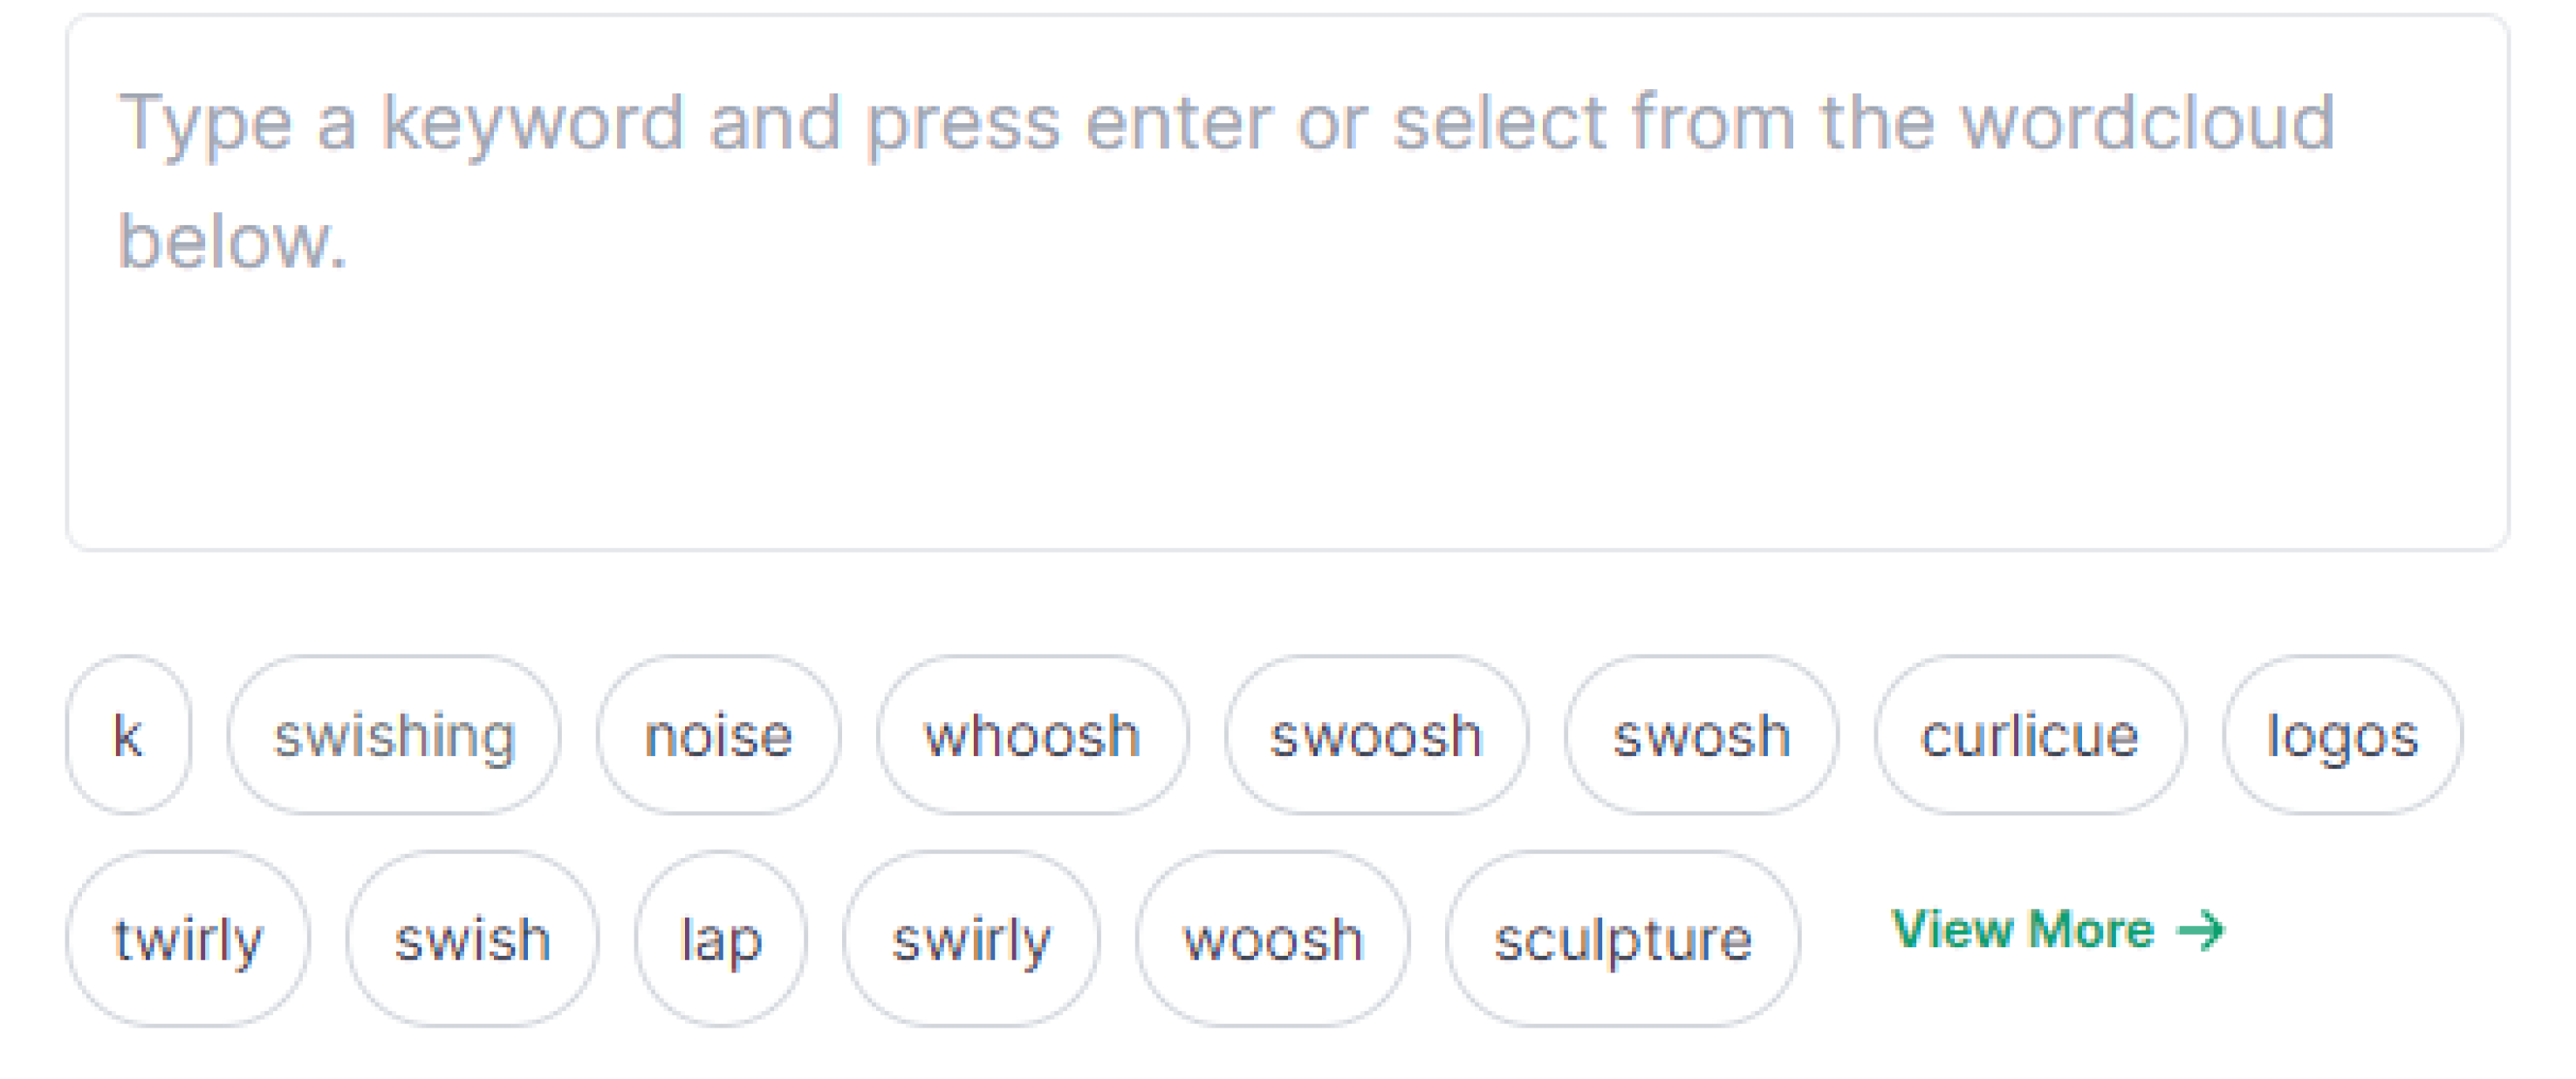 Type a keyword and press enter or select from the wordcloud
below.
k swishing noise whoosh swoosh swosh curlicue logos
twirly swish lap swirly woosh sculpture View More →